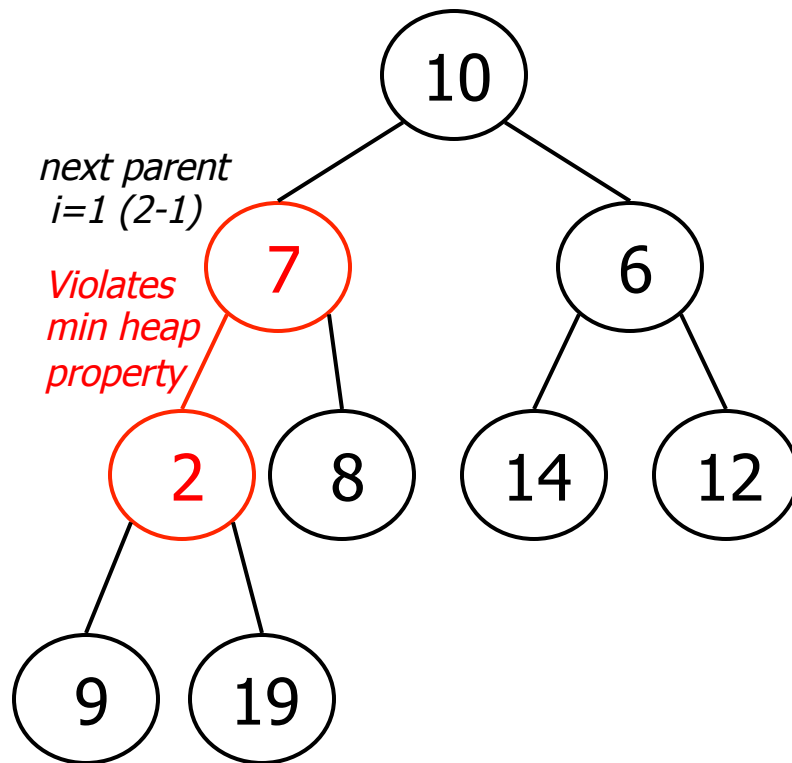 10
next parent
i=1 (2-1)
7
6
Violates
min heap
property
2
8
14
12
9
19